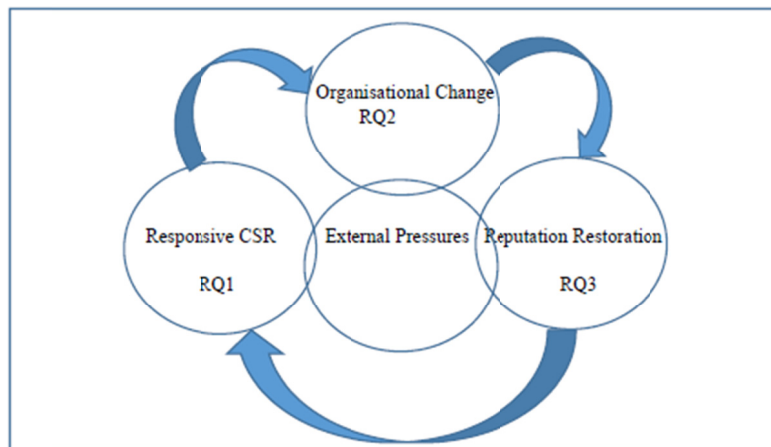 Organisational Change
RQ2
Responsive CSR
RQ1
External Pressures
Reputation Restoration
RQ3